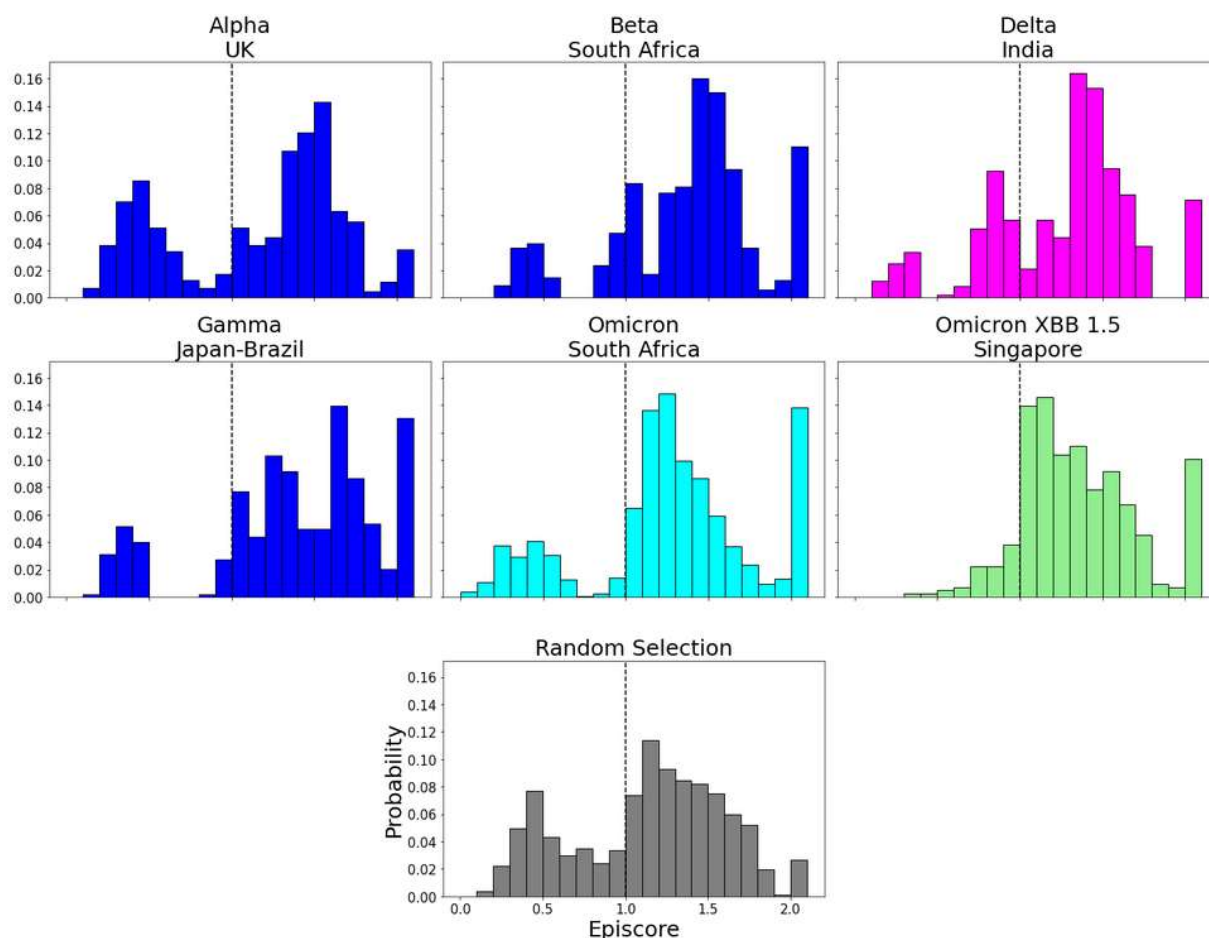 Alpha
UK
Beta
South Africa
Delta
India
0.16
0.14
0.12
0.10
0.08
0.06
0.04
0.02
0.00
Gamma
Japan-Brazil
Omicron
South Africa
Omicron XBB 1.5
Singapore
0.16
0.14
0.12
0.10
0.08
0.06
0.04
0.02
0.00
Random Selection
Probability
0.16
0.14
0.12
0.10
0.08
0.06
0.04
0.02
0.00
0.0 0.5 1.0 1.5 2.0
Episcore